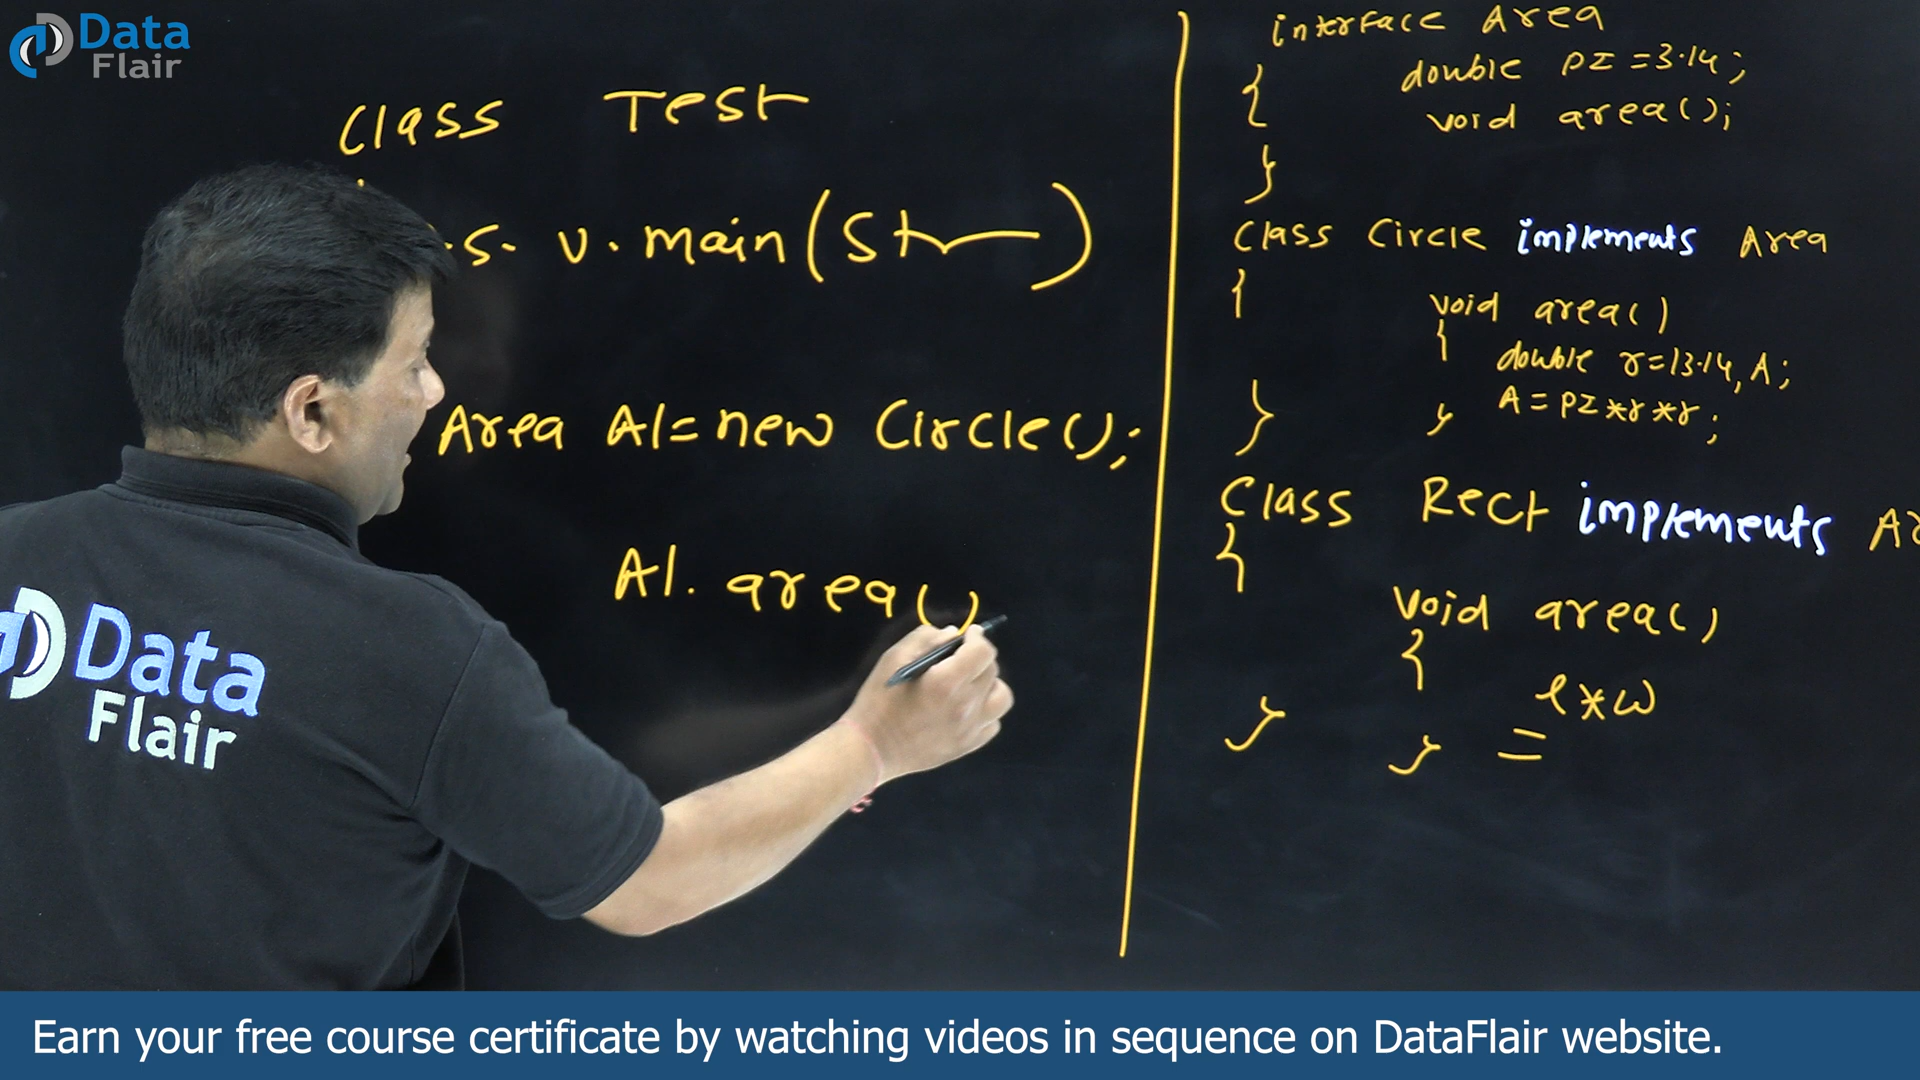 Data
Flair
Class Test
.s. v. main(St )
Area A1=new Circle();
A1. area()
interface Area
{ double PI =3.14;
void area();
}
Class Circle implements Area
{
void area()
{
double r=13.14, A;
A = PI*r*r;
}
}
Class Rect implements Ar
{
void area()
{
l*w
=
}
}
Data
Flair
Earn your free course certificate by watching videos in sequence on DataFlair website.